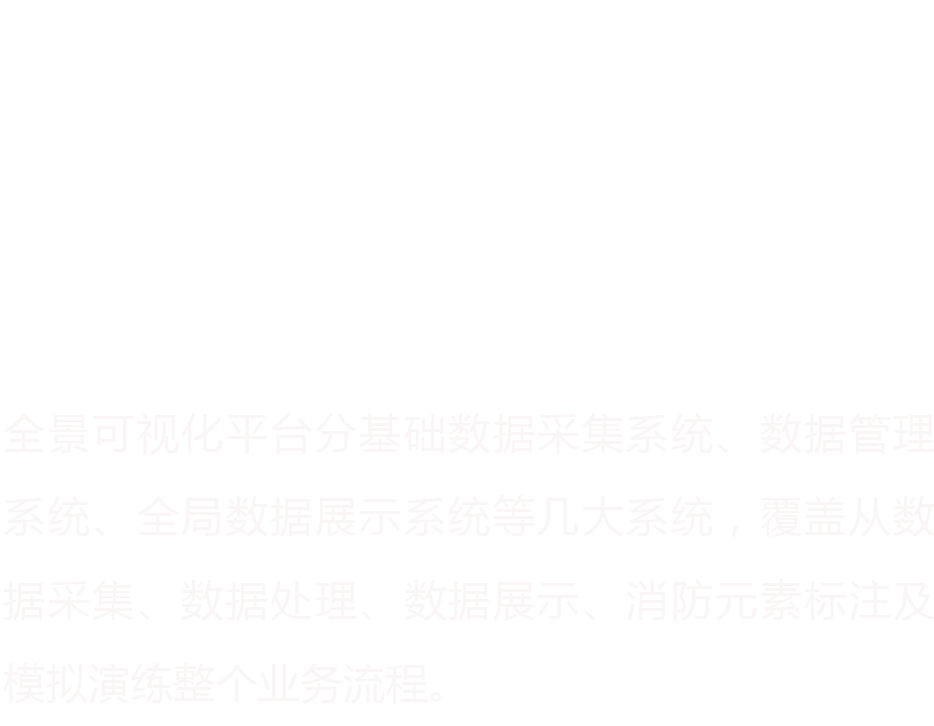 全景可视化平台分基础数据采集系统、数据管理
系统、全局数据展示系统等几大系统，覆盖从数
据采集、数据处理、数据展示、消防元素标注及
模拟演练整个业务流程。